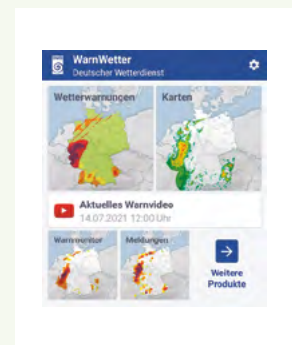 WarnWetter
Deutscher Wetterdienst
Wetterwarnungen
Karten
Aktuelles Warnvideo
14.07.2021 12:00 Uhr
Warnmonitor
Meldungen
Weitere
Produkte